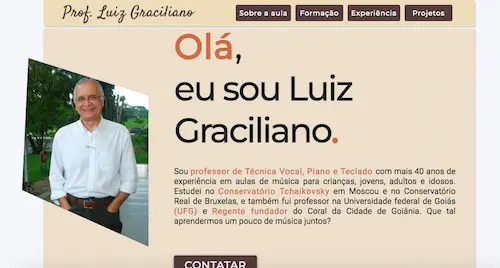 Prof. Luiz Graciliano
Sobre a aula
Formação
Experiência
Projetos
Olá,
eu sou Luiz
Graciliano.
Sou professor de Técnica Vocal, Piano e Teclado com mais 40 anos de
experiência em aulas de música para crianças, jovens, adultos e idosos.
Estudei no Conservatório Tchaikovsky em Moscou e no Conservatório
Real de Bruxelas, e também fui professor na Universidade federal de Goiás
(UFG) e Regente fundador do Coral da Cidade de Goiânia. Que tal
aprendermos um pouco de música juntos?
CONTATAR